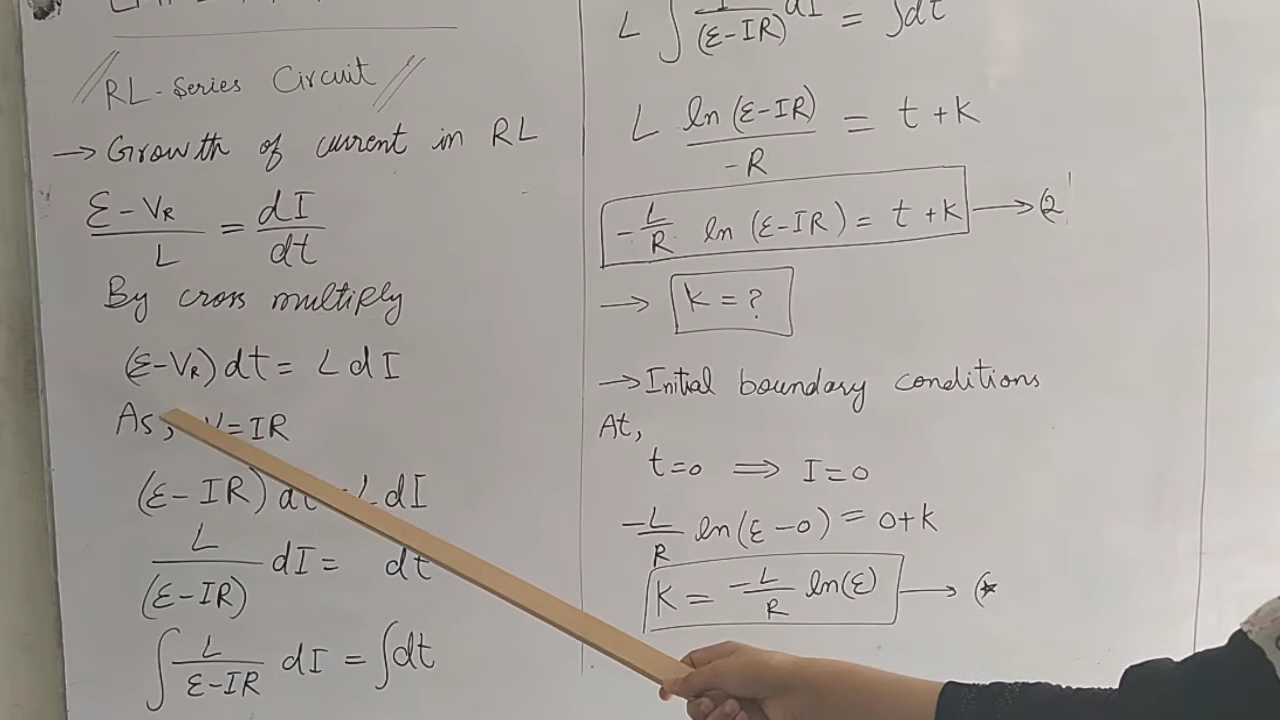 RL-Series Circuit
→ Growth of current in RL
ε-V_R / L = dI/dt
By cross multiply
(ε-V_R) dt = L dI
As, V=IR
(ε-IR) dt = L dI
L/(ε-IR) dI = dt
∫ L/(ε-IR) dI = ∫dt
L ∫ 1/(ε-IR) dI = ∫dt
L ln(ε-IR)/-R = t+k
-L/R ln (ε-IR) = t+k → (2
→ k = ?
→ Initial boundary conditions
At,
t=0 ⇒ I=0
-L/R ln(ε-0) = 0+k
k = -L/R ln(ε) → (*